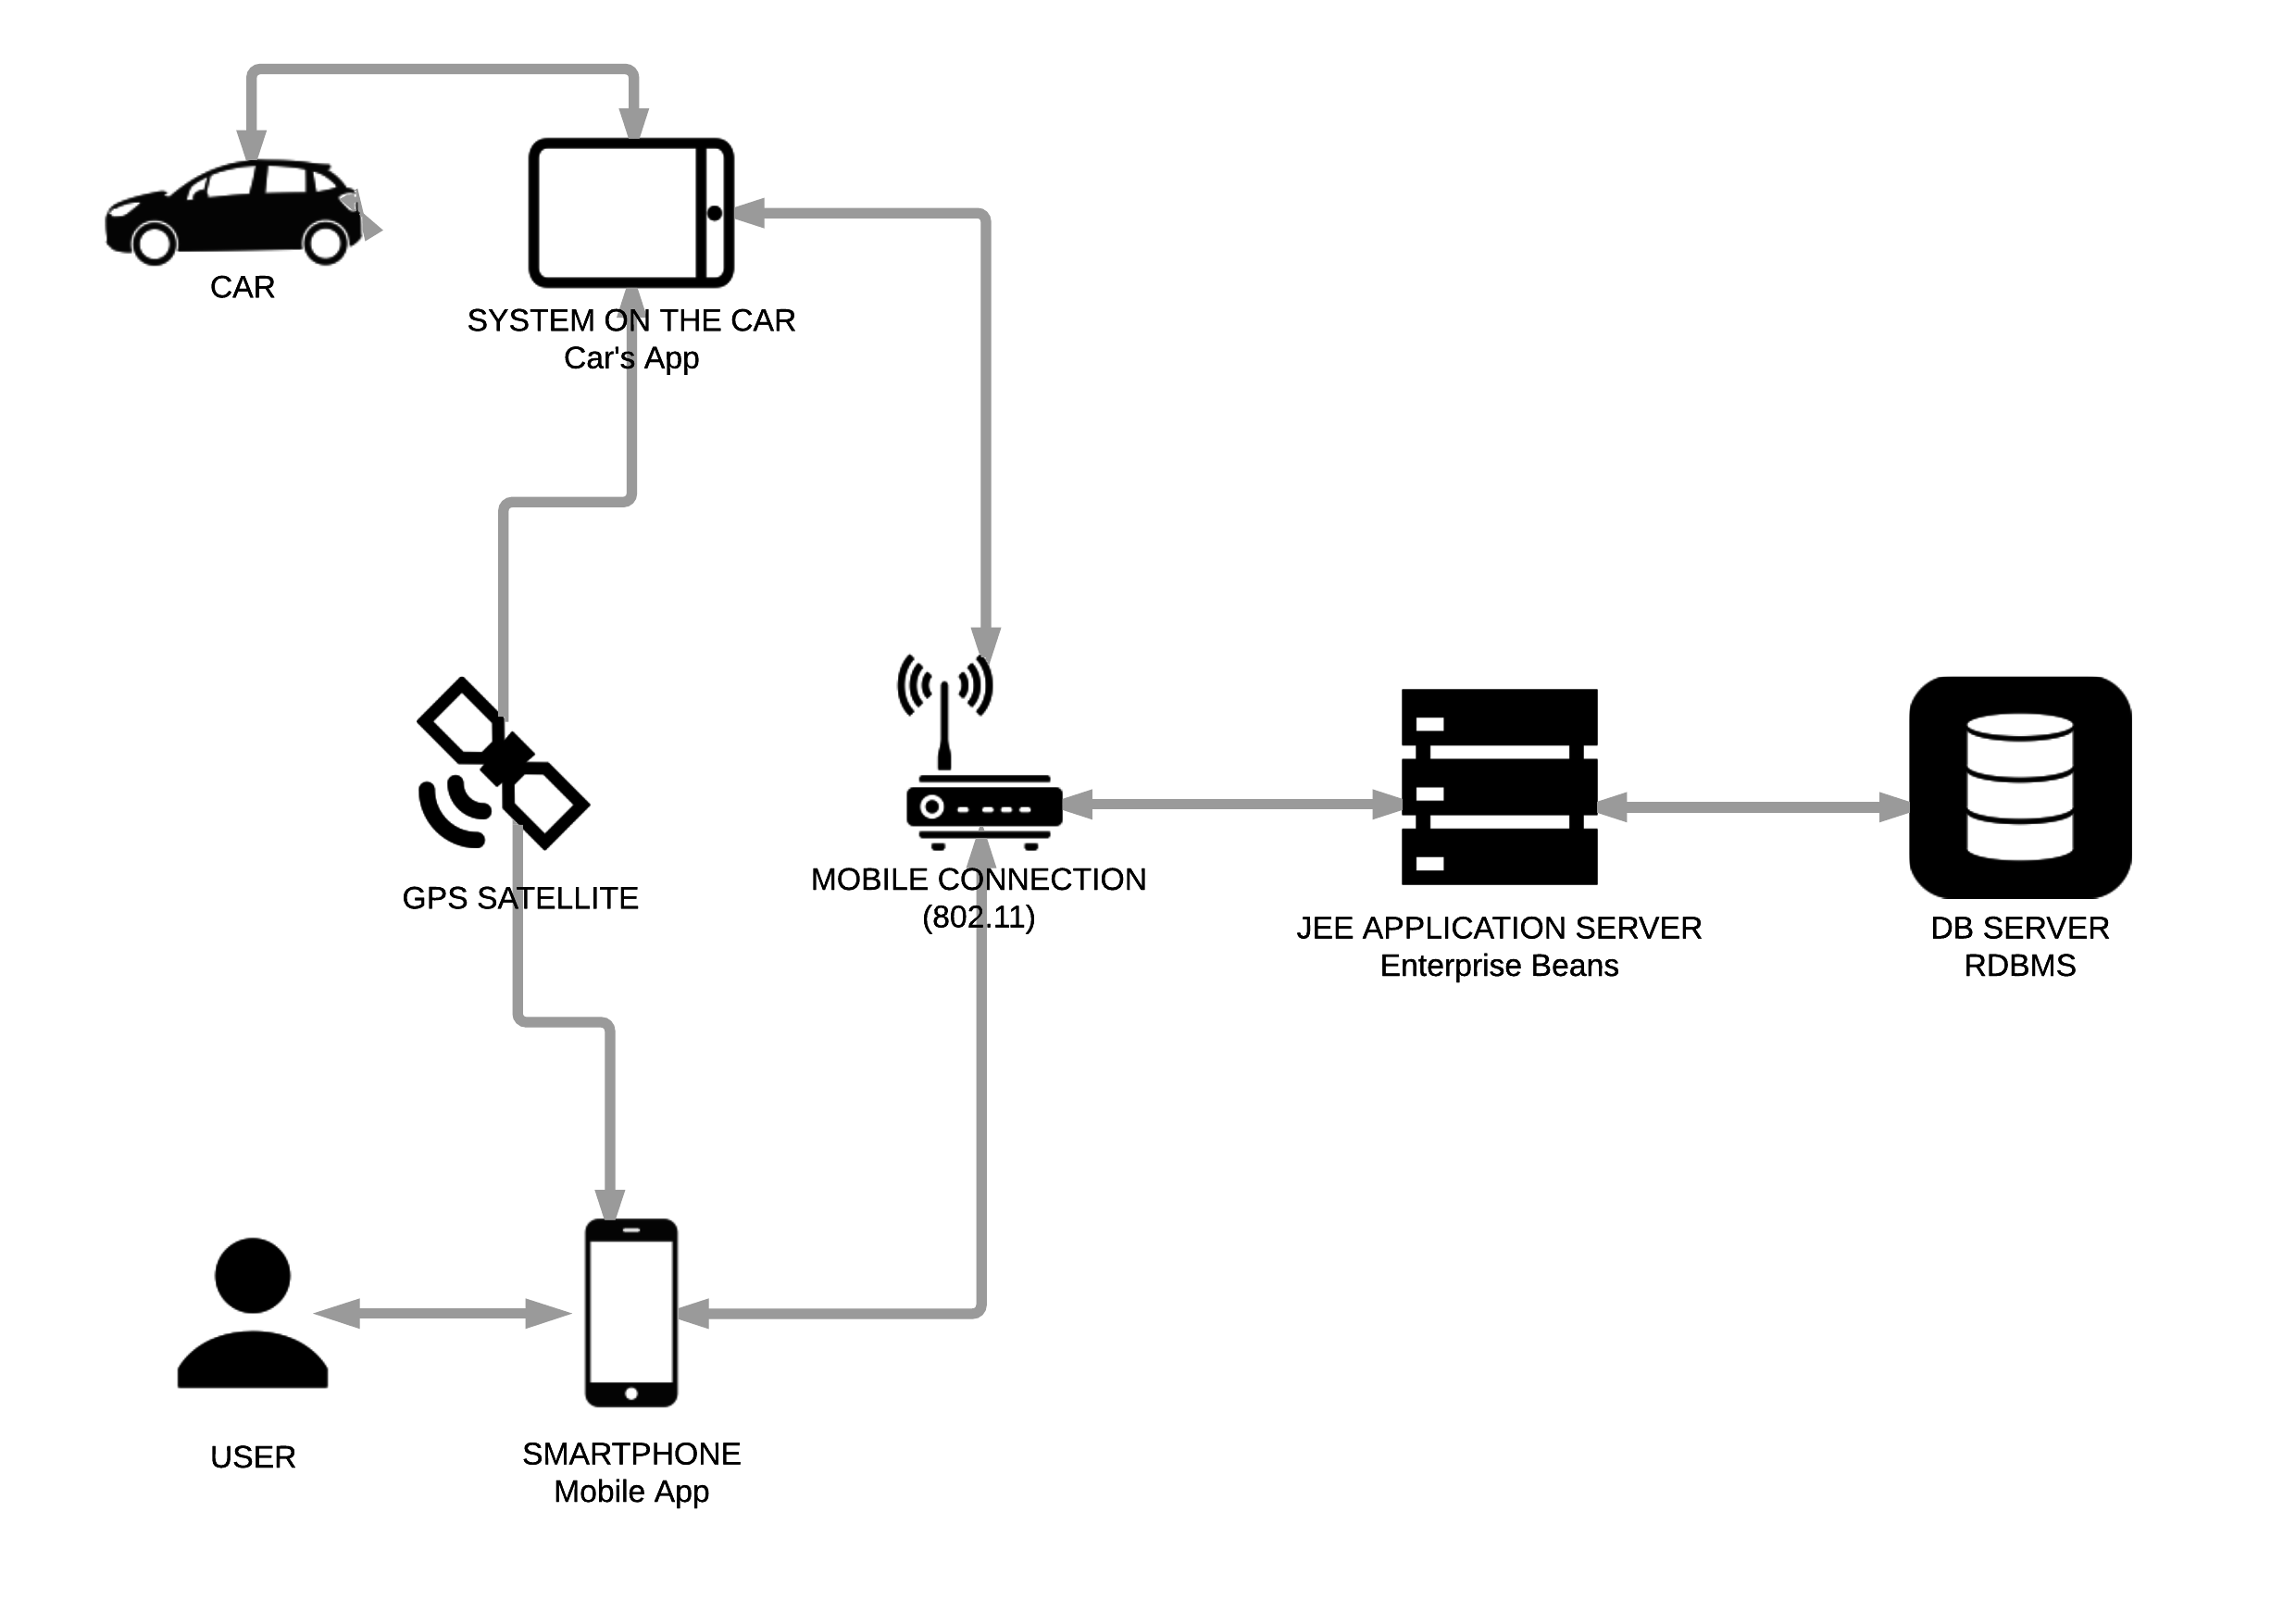 CAR
SYSTEM ON THE CAR
Car's App
GPS SATELLITE
MOBILE CONNECTION
(802.11)
JEE APPLICATION SERVER
Enterprise Beans
DB SERVER
RDBMS
USER
SMARTPHONE
Mobile App